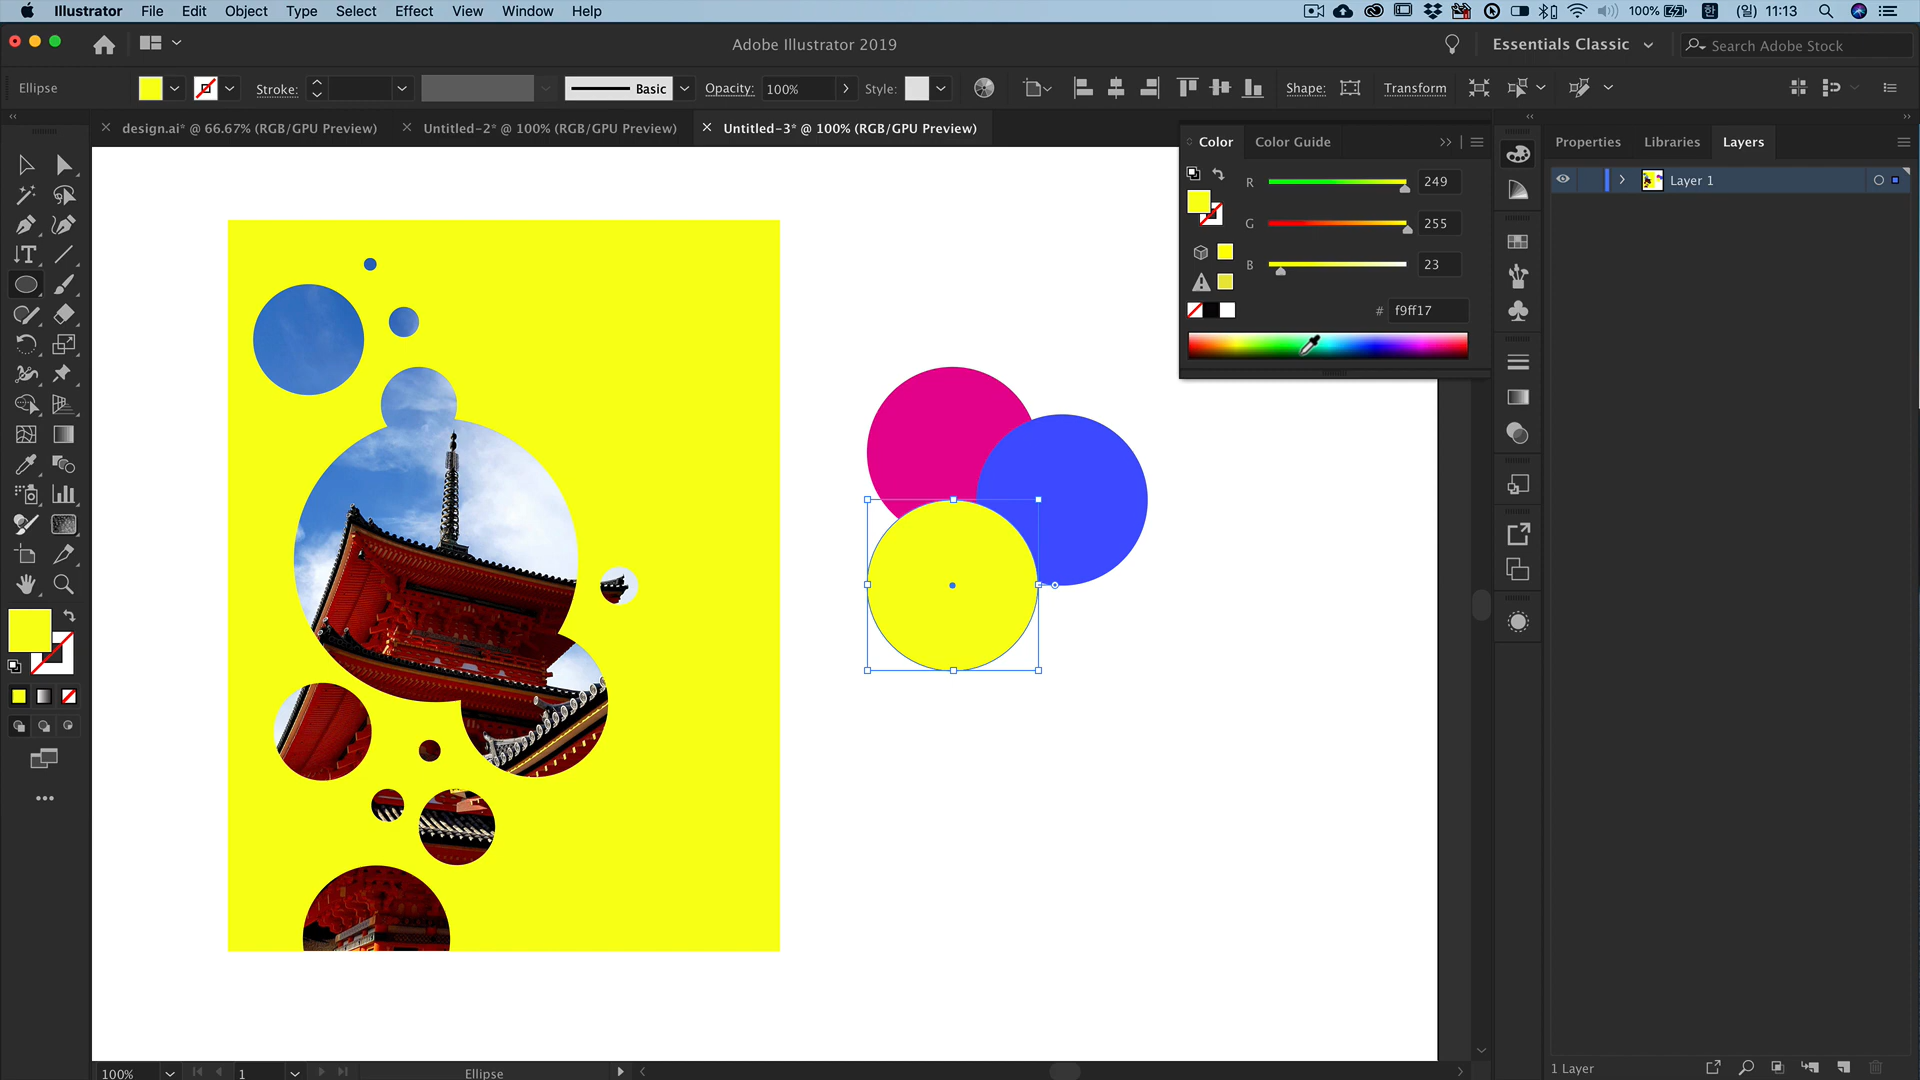 Illustrator File Edit Object Type Select Effect View Window Help 100% 한 (일) 11:13
Adobe Illustrator 2019 Essentials Classic Search Adobe Stock
Ellipse Stroke: Basic Opacity: 100% Style: Shape: Transform
design.ai* @ 66.67% (RGB/GPU Preview) Untitled-2* @ 100% (RGB/GPU Preview) Untitled-3* @ 100% (RGB/GPU Preview)
Color Color Guide
R 249
G 255
B 23
# f9ff17
Properties Libraries Layers
Layer 1
100% 1 Ellipse
1 Layer